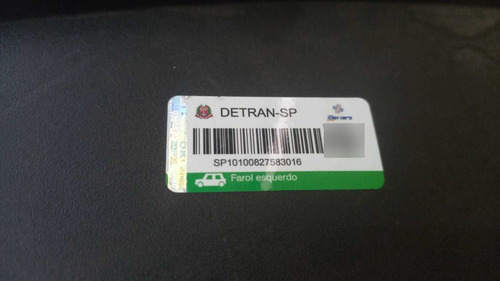 DETRAN-SP
SP10100827583016
Farol esquerdo